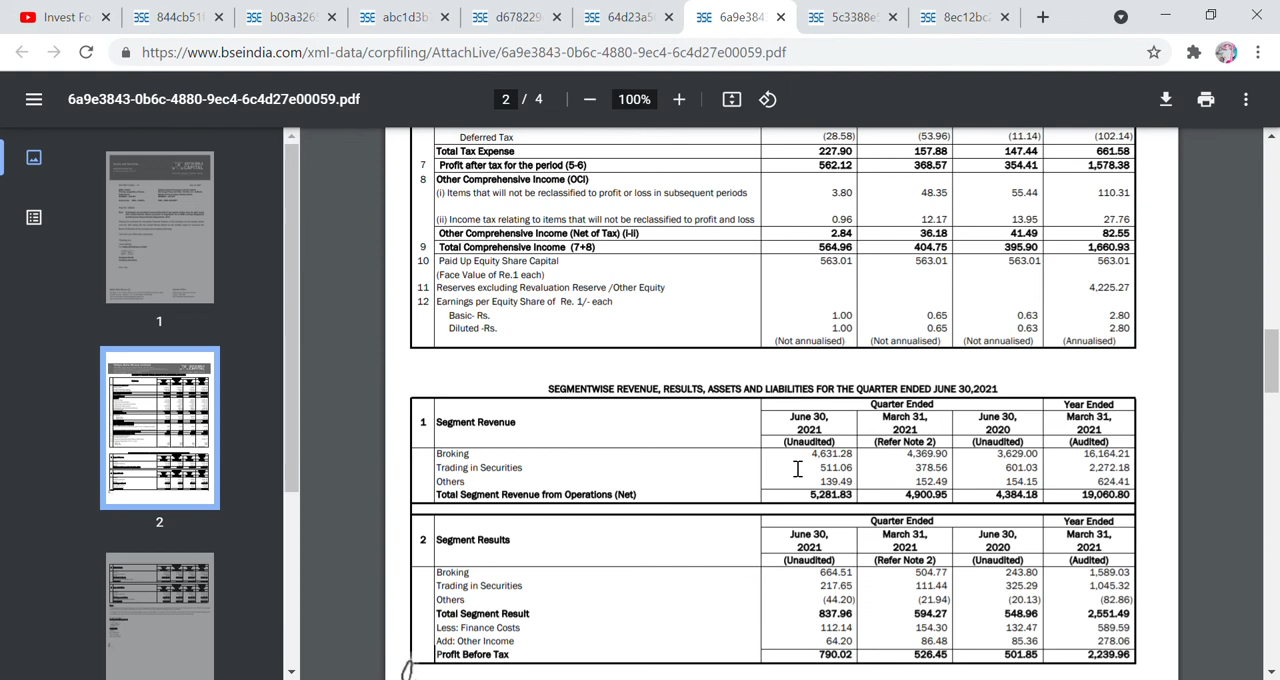 Invest Fo
844cb51
b03a326
abc1d3b
d678229
64d23a5
6a9e384
5c3388e
8ec12bc
https://www.bseindia.com/xml-data/corpfiling/AttachLive/6a9e3843-0b6c-4880-9ec4-6c4d27e00059.pdf
6a9e3843-0b6c-4880-9ec4-6c4d27e00059.pdf 2 / 4 100%
1
2
Deferred Tax (28.58) (53.96) (11.14) (102.14)
Total Tax Expense 227.90 157.88 147.44 661.58
7 Profit after tax for the period (5-6) 562.12 368.57 354.41 1,578.38
8 Other Comprehensive Income (OCI)
(i) Items that will not be reclassified to profit or loss in subsequent periods 3.80 48.35 55.44 110.31
(ii) Income tax relating to items that will not be reclassified to profit and loss 0.96 12.17 13.95 27.76
Other Comprehensive Income (Net of Tax) (I-II) 2.84 36.18 41.49 82.55
9 Total Comprehensive Income (7+8) 564.96 404.75 395.90 1,660.93
10 Paid Up Equity Share Capital 563.01 563.01 563.01 563.01
(Face Value of Re.1 each)
11 Reserves excluding Revaluation Reserve /Other Equity 4,225.27
12 Earnings per Equity Share of Re. 1/- each
Basic- Rs. 1.00 0.65 0.63 2.80
Diluted -Rs. 1.00 0.65 0.63 2.80
(Not annualised) (Not annualised) (Not annualised) (Annualised)
SEGMENTWISE REVENUE, RESULTS, ASSETS AND LIABILITIES FOR THE QUARTER ENDED JUNE 30,2021
Quarter Ended Year Ended
1 Segment Revenue June 30, 2021 March 31, 2021 June 30, 2020 March 31, 2021
(Unaudited) (Refer Note 2) (Unaudited) (Audited)
Broking 4,631.28 4,369.90 3,629.00 16,164.21
Trading in Securities 511.06 378.56 601.03 2,272.18
Others 139.49 152.49 154.15 624.41
Total Segment Revenue from Operations (Net) 5,281.83 4,900.95 4,384.18 19,060.80
Quarter Ended Year Ended
2 Segment Results June 30, 2021 March 31, 2021 June 30, 2020 March 31, 2021
(Unaudited) (Refer Note 2) (Unaudited) (Audited)
Broking 664.51 504.77 243.80 1,589.03
Trading in Securities 217.65 111.44 325.29 1,045.32
Others (44.20) (21.94) (20.13) (82.86)
Total Segment Result 837.96 594.27 548.96 2,551.49
Less: Finance Costs 112.14 154.30 132.47 589.59
Add: Other Income 64.20 86.48 85.36 278.06
Profit Before Tax 790.02 526.45 501.85 2,239.96